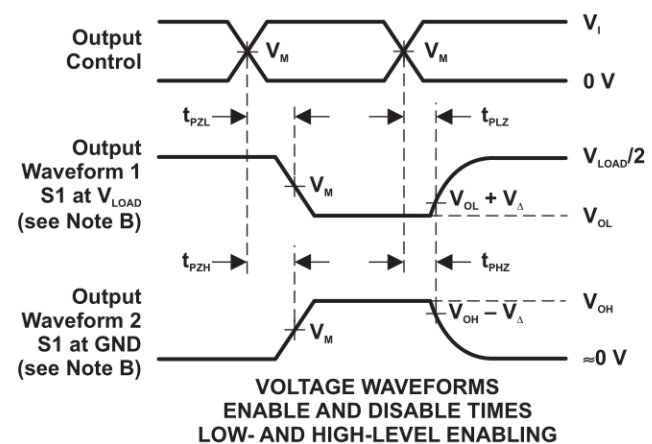 Output
Control
V_M
V_M
V_I
0 V
t_PZL
t_PLZ
Output
Waveform 1
S1 at V_LOAD
(see Note B)
V_M
V_OL + V_Δ
V_LOAD/2
V_OL
t_PZH
t_PHZ
Output
Waveform 2
S1 at GND
(see Note B)
V_M
V_OH – V_Δ
V_OH
≈0 V
VOLTAGE WAVEFORMS
ENABLE AND DISABLE TIMES
LOW- AND HIGH-LEVEL ENABLING